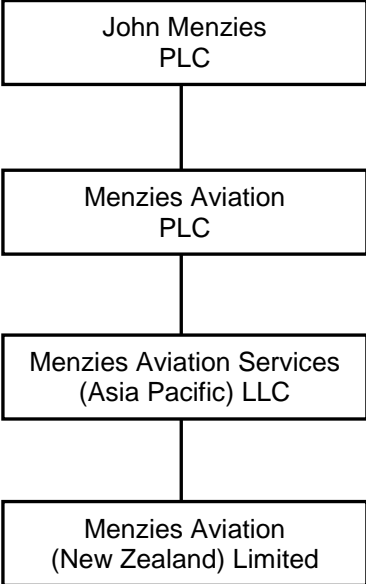 John Menzies
PLC
Menzies Aviation
PLC
Menzies Aviation Services
(Asia Pacific) LLC
Menzies Aviation
(New Zealand) Limited